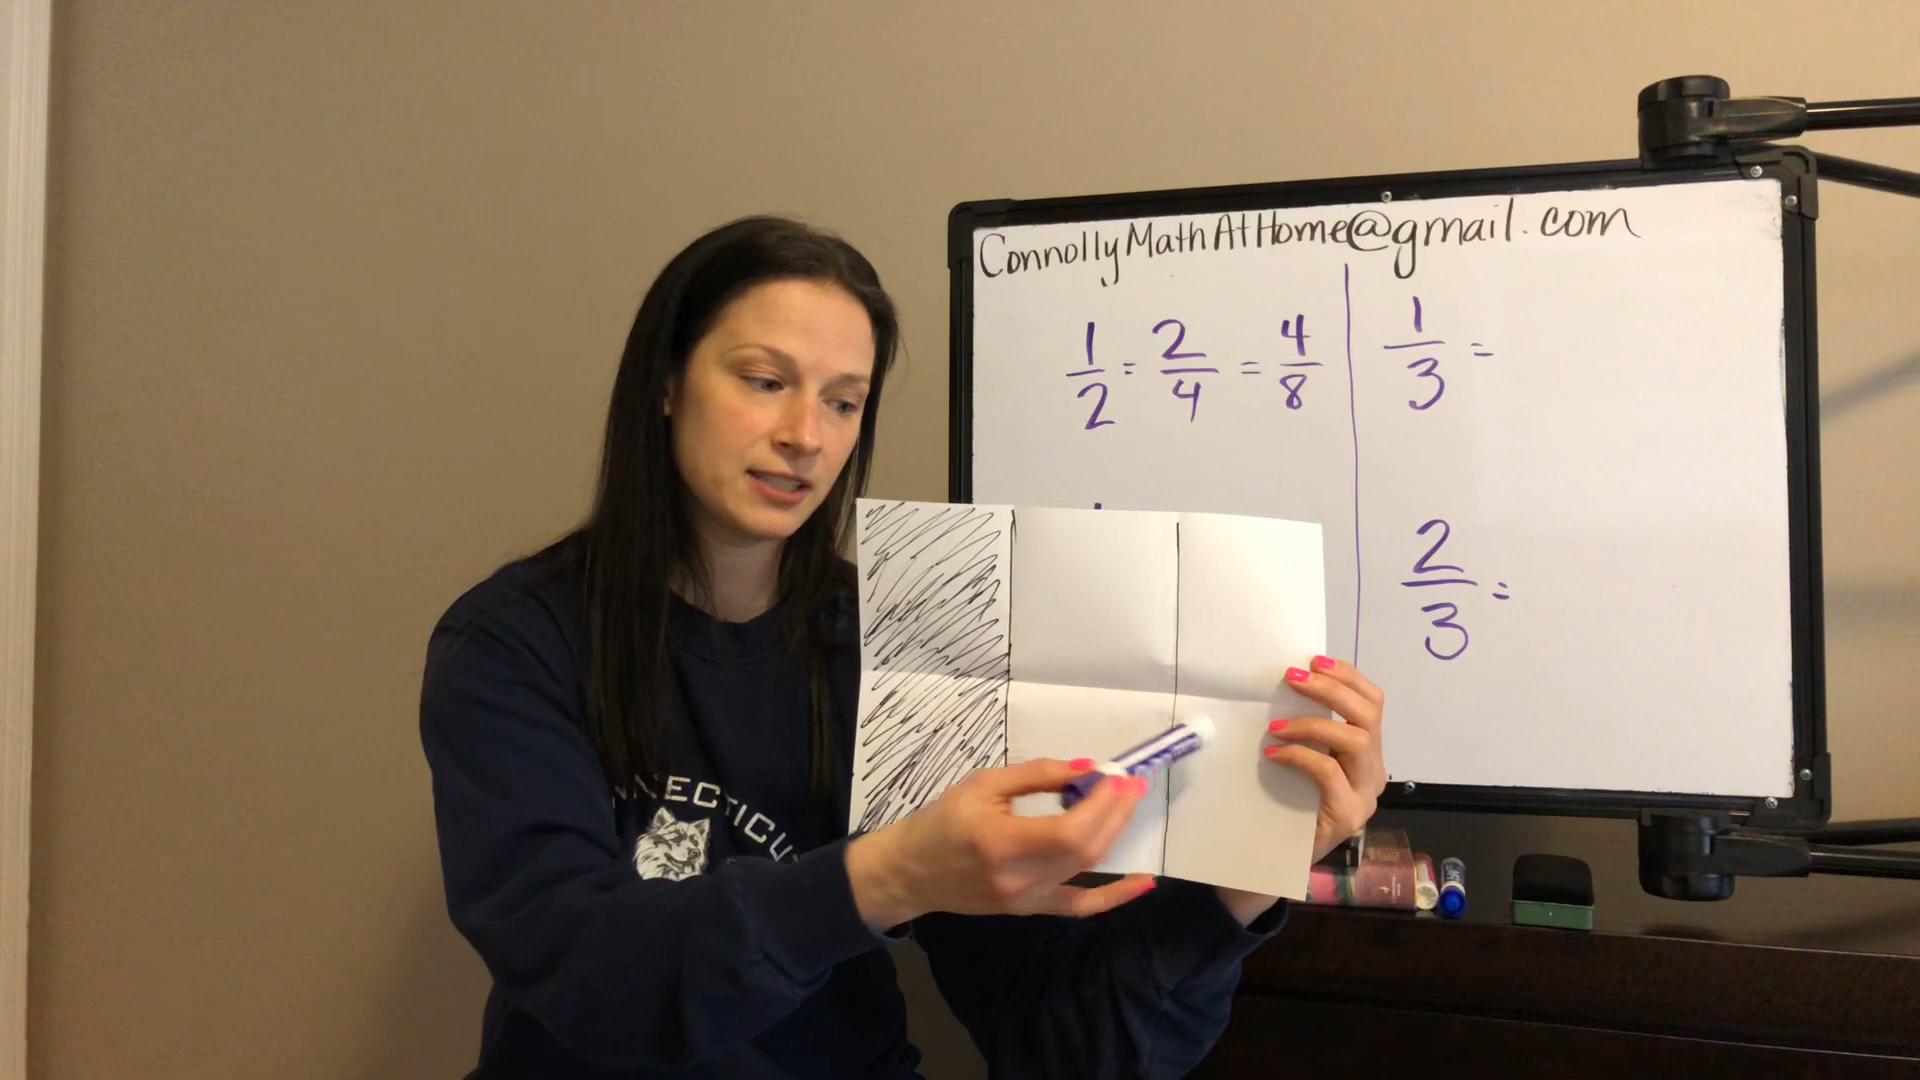 ConnollyMathAtHome@gmail.com
1/2 = 2/4 = 4/8
1/3 =
2/3 =